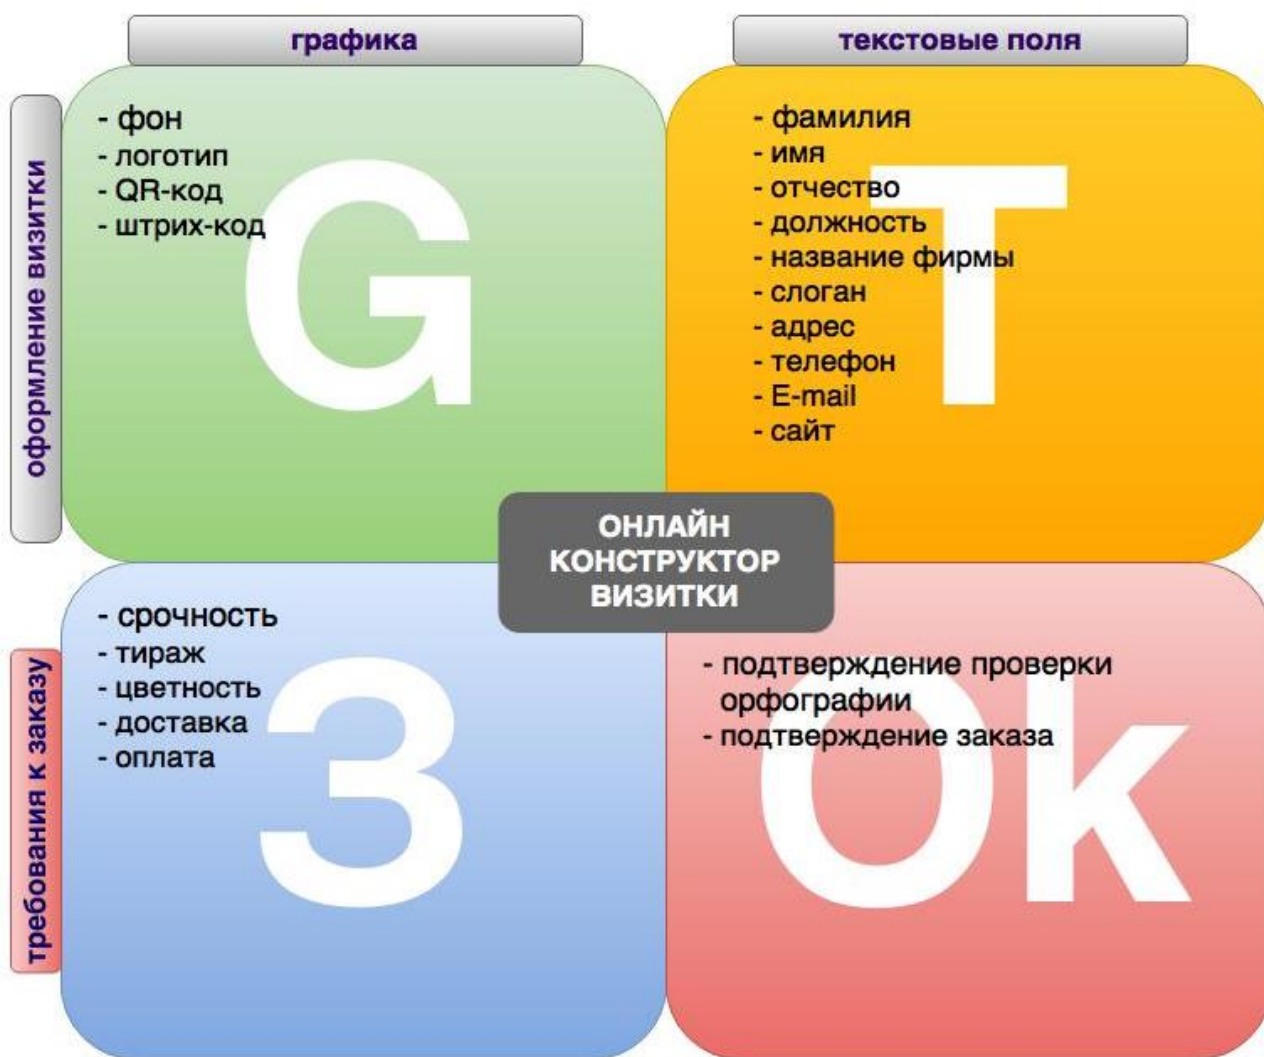 графика
текстовые поля
оформление визитки
- фон
- логотип
- QR-код
- штрих-код
G
- фамилия
- имя
- отчество
- должность
- название фирмы
- слоган
- адрес
- телефон
- E-mail
- сайт
T
ОНЛАЙН
КОНСТРУКТОР
ВИЗИТКИ
требования к заказу
- срочность
- тираж
- цветность
- доставка
- оплата
З
- подтверждение проверки
орфографии
- подтверждение заказа
Ok